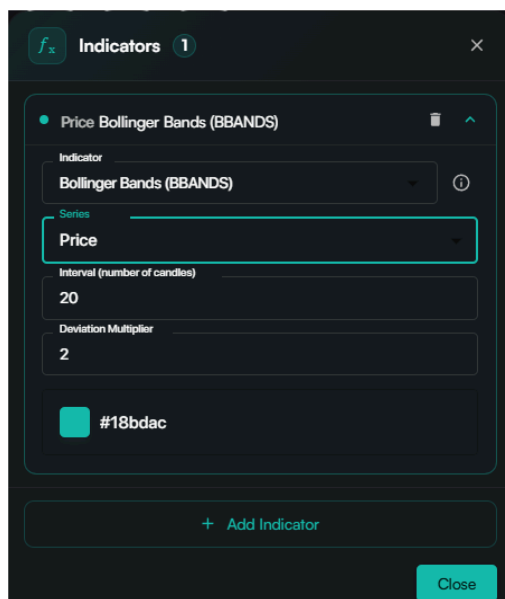 fx Indicators 1
Price Bollinger Bands (BBANDS)
Indicator
Bollinger Bands (BBANDS)
Series
Price
Interval (number of candles)
20
Deviation Multiplier
2
#18bdac
+ Add Indicator
Close